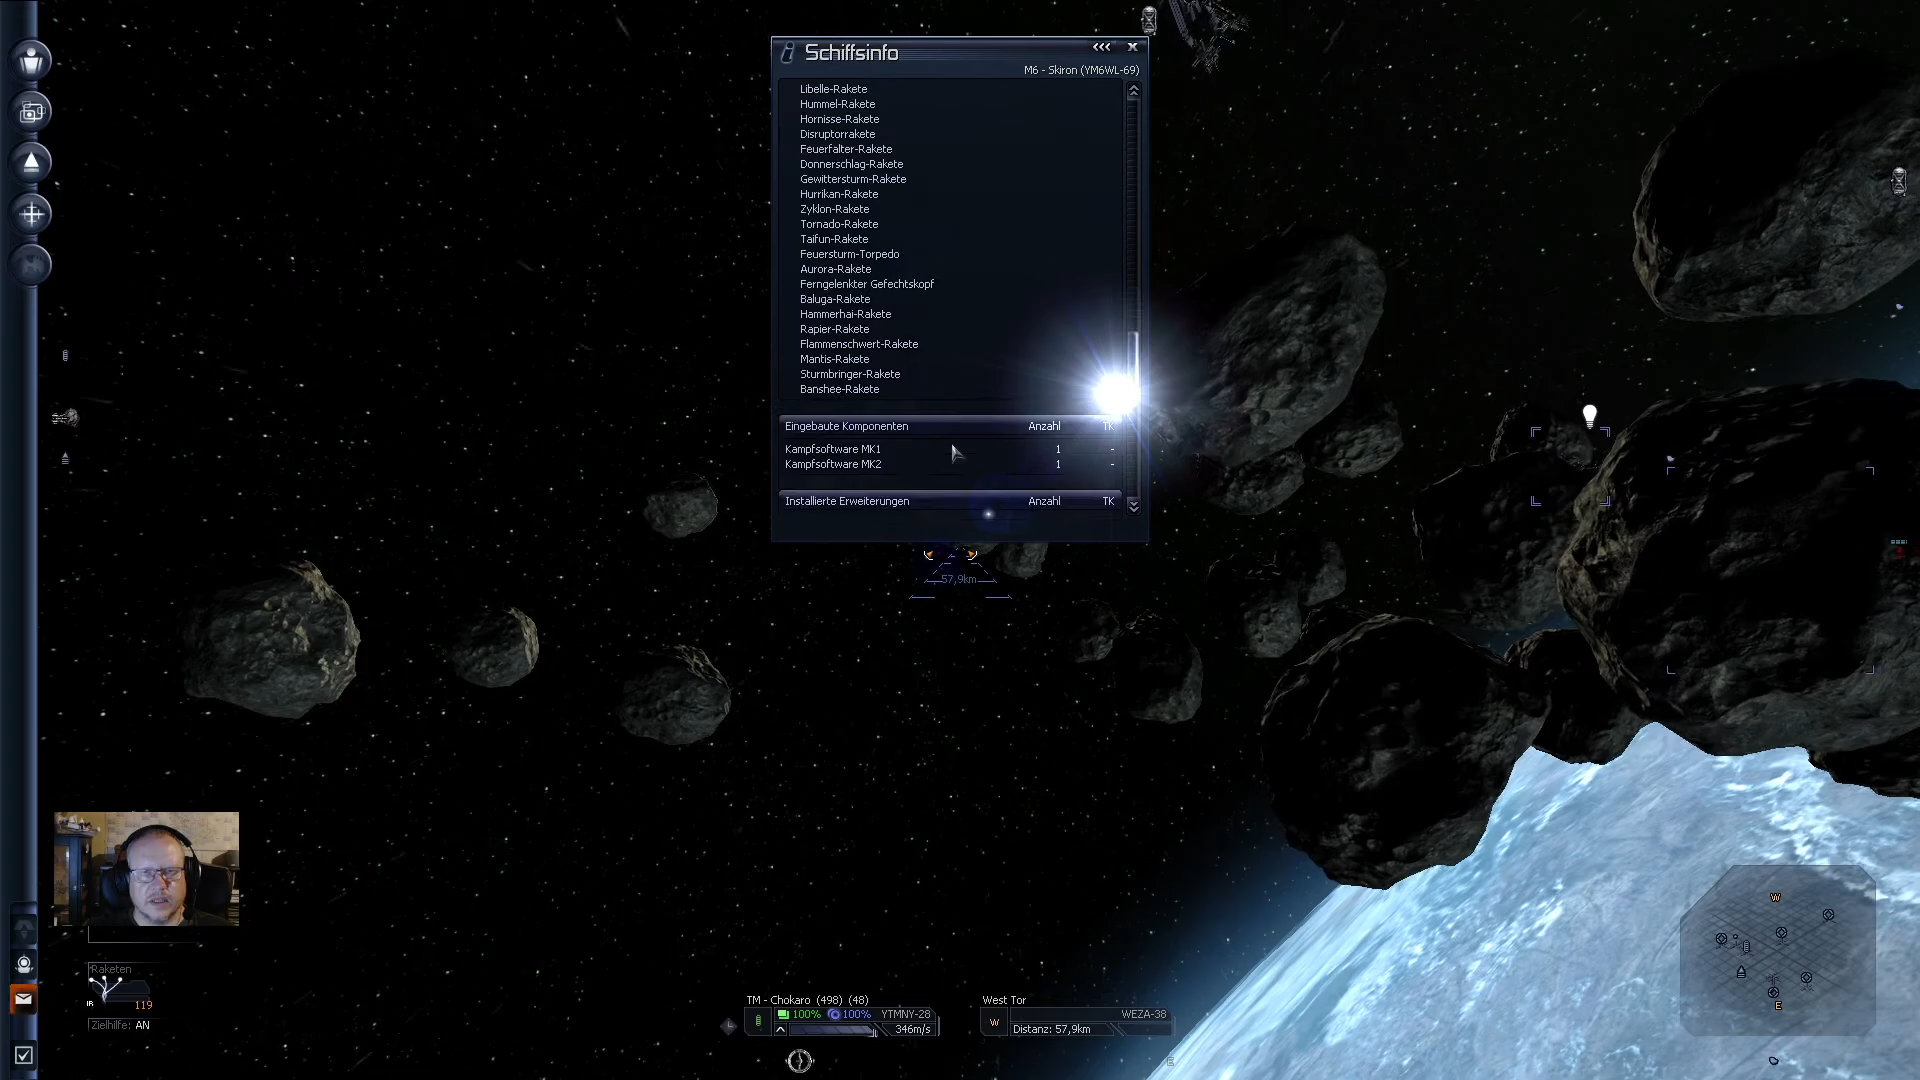 Schiffsinfo
M6 - Skiron (YM6WL-69)
Libelle-Rakete
Hummel-Rakete
Hornisse-Rakete
Disruptorrakete
Feuerfalter-Rakete
Donnerschlag-Rakete
Gewittersturm-Rakete
Hurrikan-Rakete
Zyklon-Rakete
Tornado-Rakete
Taifun-Rakete
Feuersturm-Torpedo
Aurora-Rakete
Ferngelenkter Gefechtskopf
Baluga-Rakete
Hammerhai-Rakete
Rapier-Rakete
Flammenschwert-Rakete
Mantis-Rakete
Sturmbringer-Rakete
Banshee-Rakete
Eingebaute Komponenten Anzahl TK
Kampfsoftware MK1 1 -
Kampfsoftware MK2 1 -
Installierte Erweiterungen Anzahl TK
57,9km
Raketen
IR 119
Zielhilfe: AN
TM - Chokaro (498) (48)
100% 100% YTMNY-28
346m/s
West Tor
W WEZA-38
Distanz: 57,9km
W
E